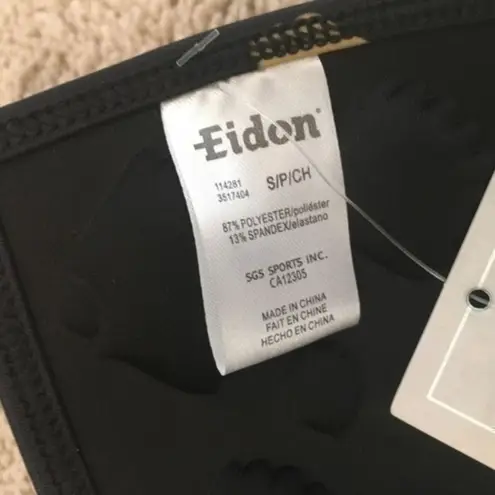 Eidon
114281
3517404
S/P/CH
87% POLYESTER/poliéster
13% SPANDEX/elastano
SGS SPORTS INC.
CA12305
MADE IN CHINA
FAIT EN CHINE
HECHO EN CHINA